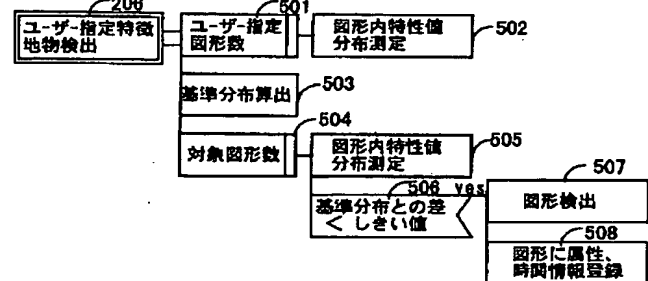 206
ユーザー指定特徴
地物検出
501
ユーザー指定
図形数
図形内特性値
分布測定
502
基準分布算出
503
504
対象図形数
図形内特性値
分布測定
505
506
yes
基準分布との差
< しきい値
507
図形検出
508
図形に属性、
時間情報登録